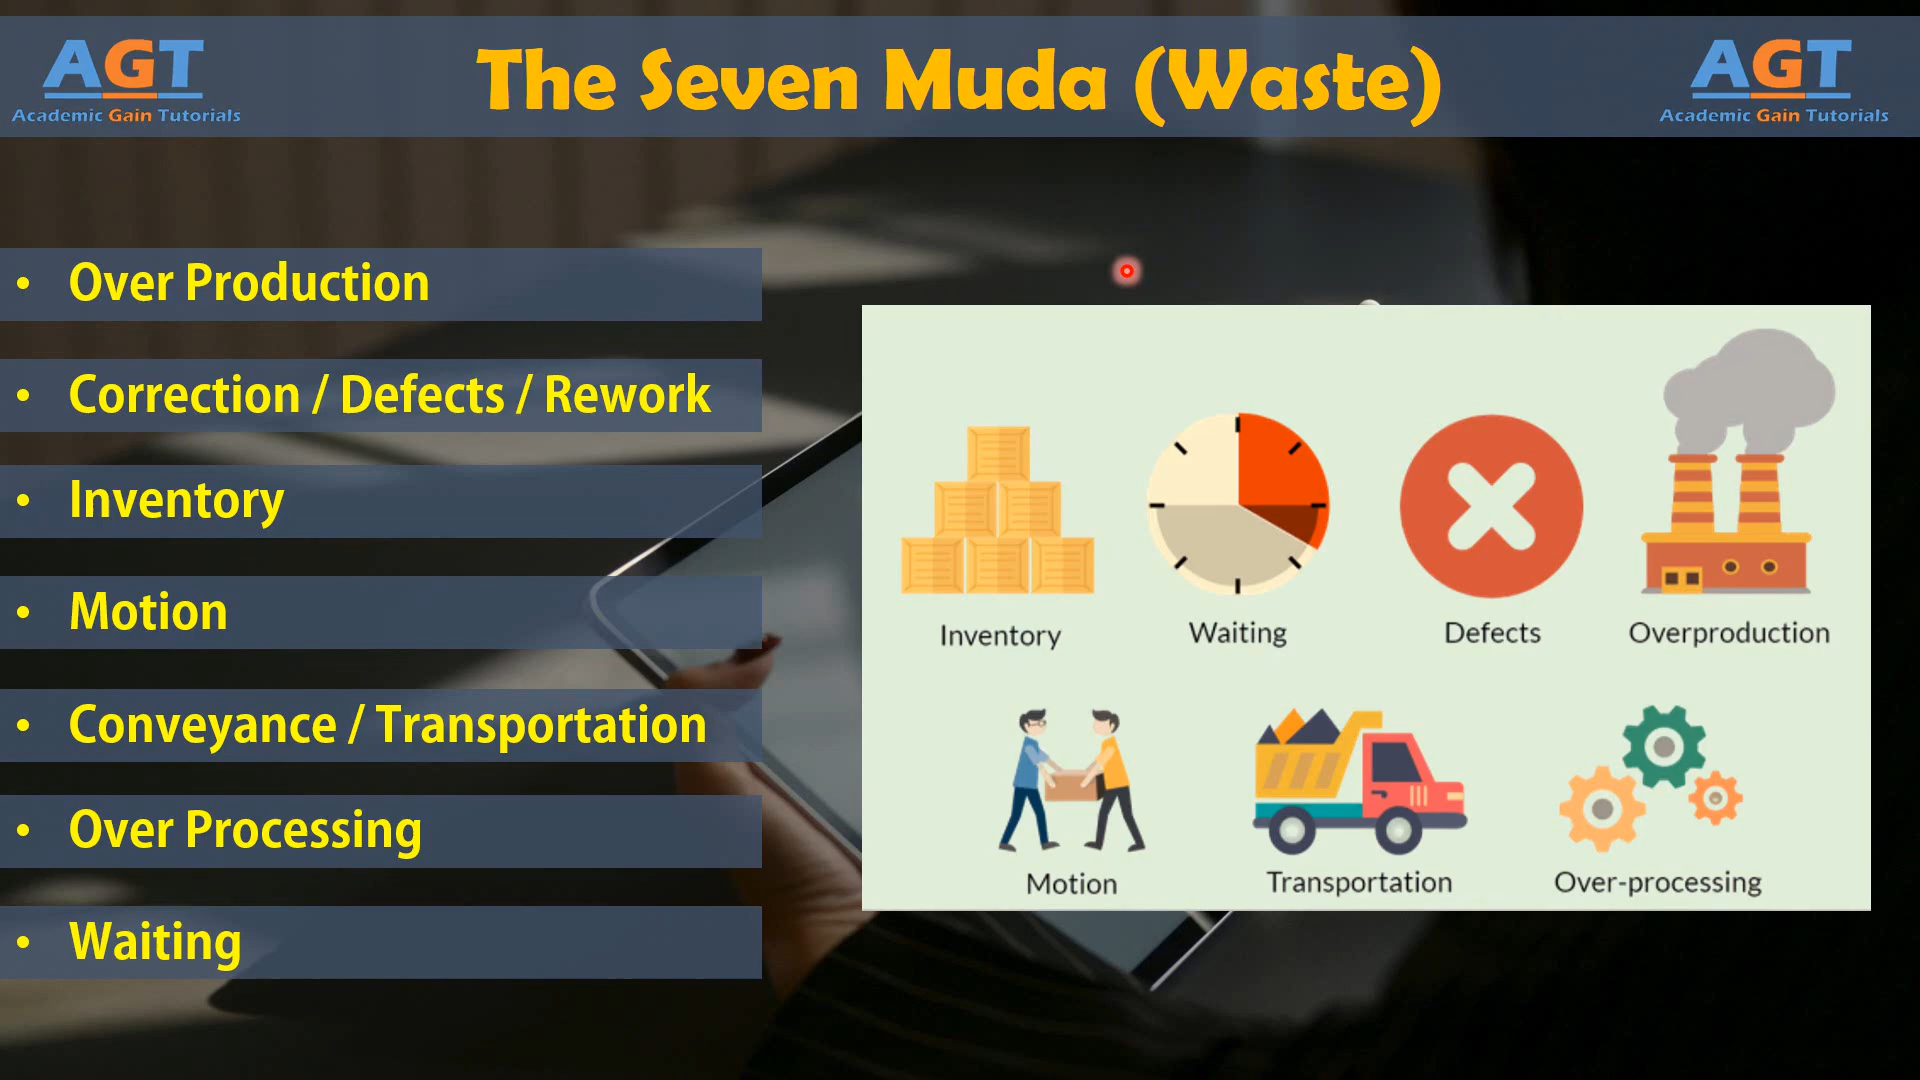 AGT
Academic Gain Tutorials
The Seven Muda (Waste)
AGT
Academic Gain Tutorials
• Over Production
• Correction / Defects / Rework
• Inventory
• Motion
• Conveyance / Transportation
• Over Processing
• Waiting
Inventory
Waiting
Defects
Overproduction
Motion
Transportation
Over-processing